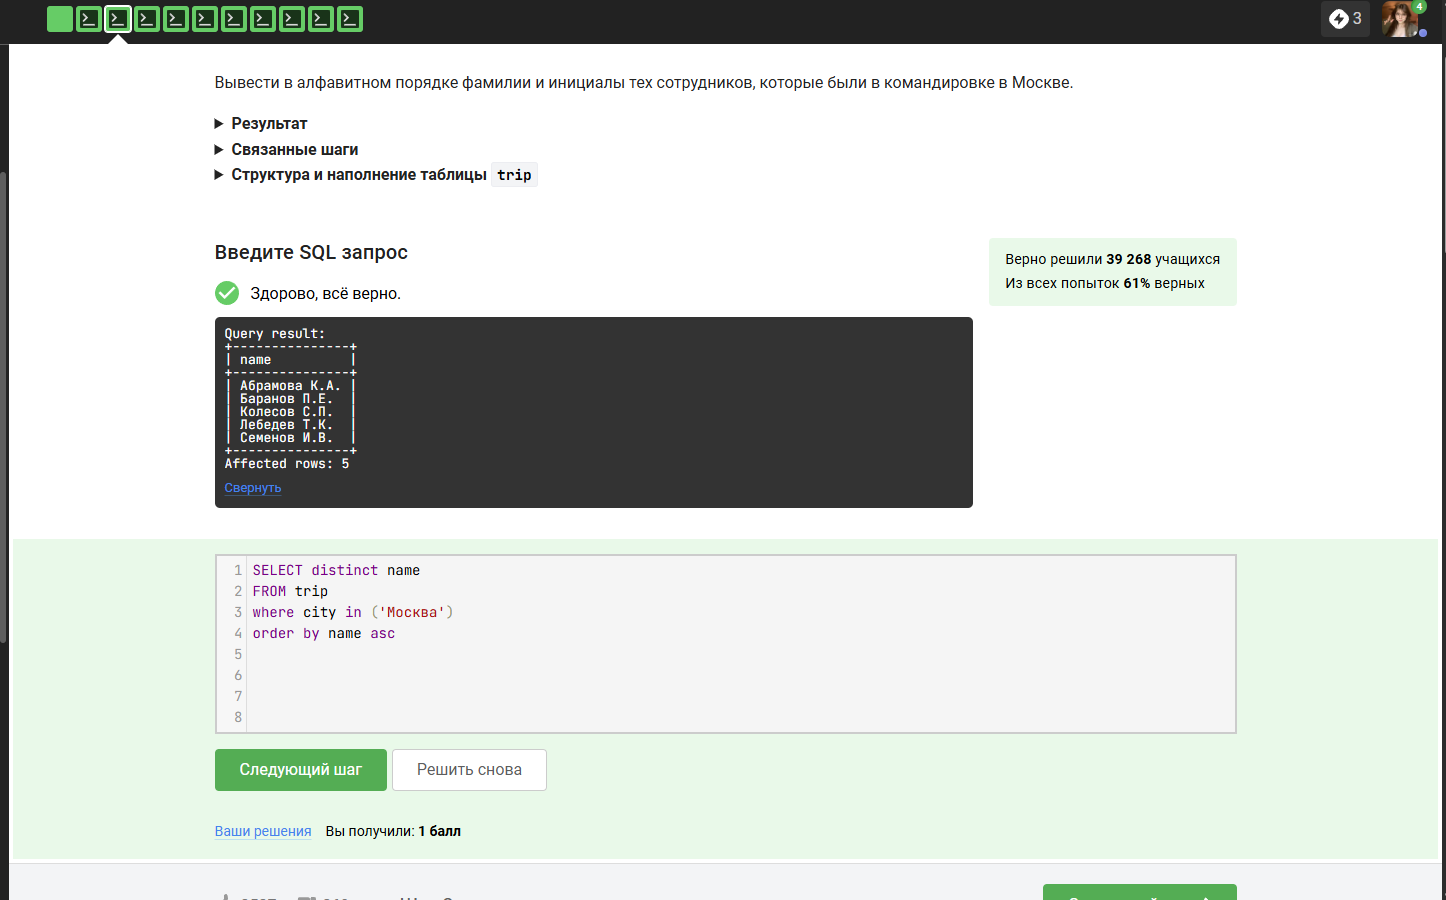 3
4
Вывести в алфавитном порядке фамилии и инициалы тех сотрудников, которые были в командировке в Москве.
Результат
Связанные шаги
Структура и наполнение таблицы trip
Введите SQL запрос
Здорово, всё верно.
Верно решили 39 268 учащихся
Из всех попыток 61% верных
Query result:
+---------------+
| name          |
+---------------+
| Абрамова К.А. |
| Баранов П.Е.  |
| Колесов С.П.  |
| Лебедев Т.К.  |
| Семенов И.В.  |
+---------------+
Affected rows: 5
Свернуть
1 SELECT distinct name
2 FROM trip
3 where city in ('Москва')
4 order by name asc
5
6
7
8
Следующий шаг
Решить снова
Ваши решения Вы получили: 1 балл